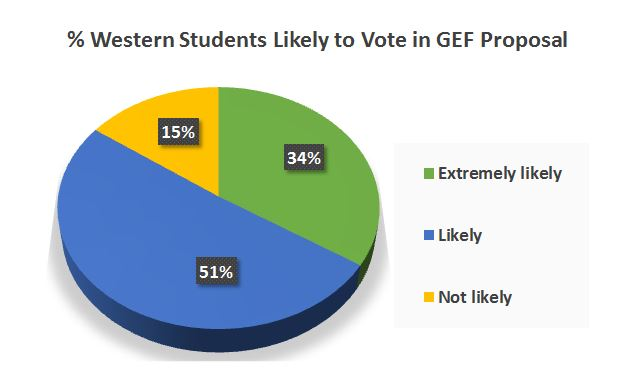 % Western Students Likely to Vote in GEF Proposal
15%
34%
51%
Extremely likely
Likely
Not likely